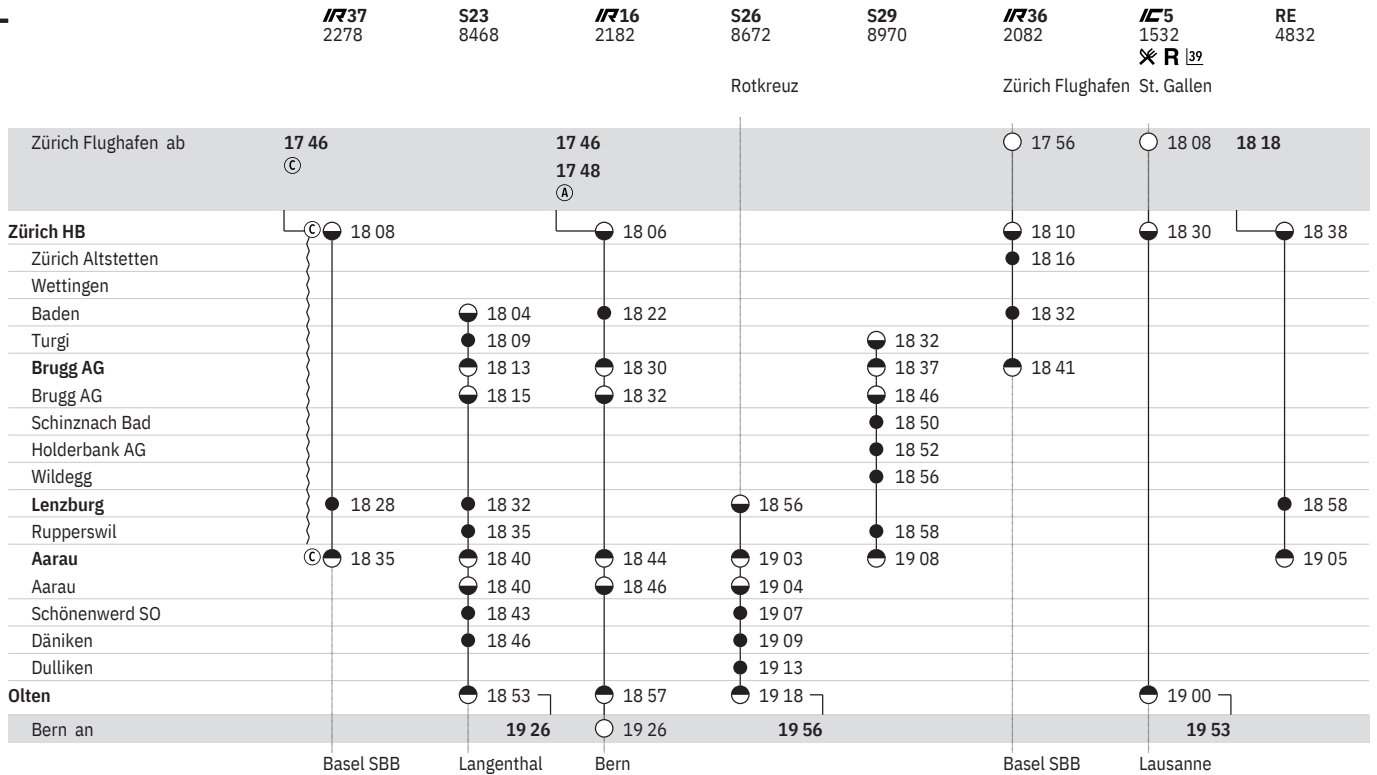 IR37 S23 IR16 S26 S29 IR36 IC5 RE
2278 8468 2182 8672 8970 2082 1532 4832
R 39
Rotkreuz Zürich Flughafen St. Gallen
Zürich Flughafen ab 17 46 17 46 17 56 18 08 18 18
C 17 48
A
Zürich HB C 18 08 18 06 18 10 18 30 18 38
Zürich Altstetten 18 16
Wettingen
Baden 18 04 18 22 18 32
Turgi 18 09 18 32
Brugg AG 18 13 18 30 18 37 18 41
Brugg AG 18 15 18 32 18 46
Schinznach Bad 18 50
Holderbank AG 18 52
Wildegg 18 56
Lenzburg 18 28 18 32 18 56 18 58
Rupperswil 18 35 18 58
Aarau C 18 35 18 40 18 44 19 03 19 08 19 05
Aarau 18 40 18 46 19 04
Schönenwerd SO 18 43 19 07
Däniken 18 46 19 09
Dulliken 19 13
Olten 18 53 18 57 19 18 19 00
Bern an 19 26 19 26 19 56 19 53
Basel SBB Langenthal Bern Basel SBB Lausanne